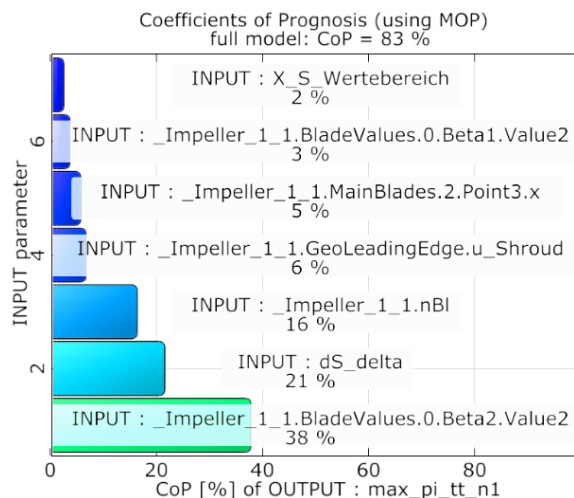 Coefficients of Prognosis (using MOP)
full model: CoP = 83 %
INPUT : X_S_Wertebereich
2 %
INPUT : _Impeller_1_1.BladeValues.0.Beta1.Value2
3 %
INPUT : _Impeller_1_1.MainBlades.2.Point3.x
5 %
INPUT : _Impeller_1_1.GeoLeadingEdge.u_Shroud
6 %
INPUT : _Impeller_1_1.nBl
16 %
INPUT : dS_delta
21 %
INPUT : _Impeller_1_1.BladeValues.0.Beta2.Value2
38 %
INPUT parameter
6
4
2
0 20 40 60 80
CoP [%] of OUTPUT : max_pi_tt_n1